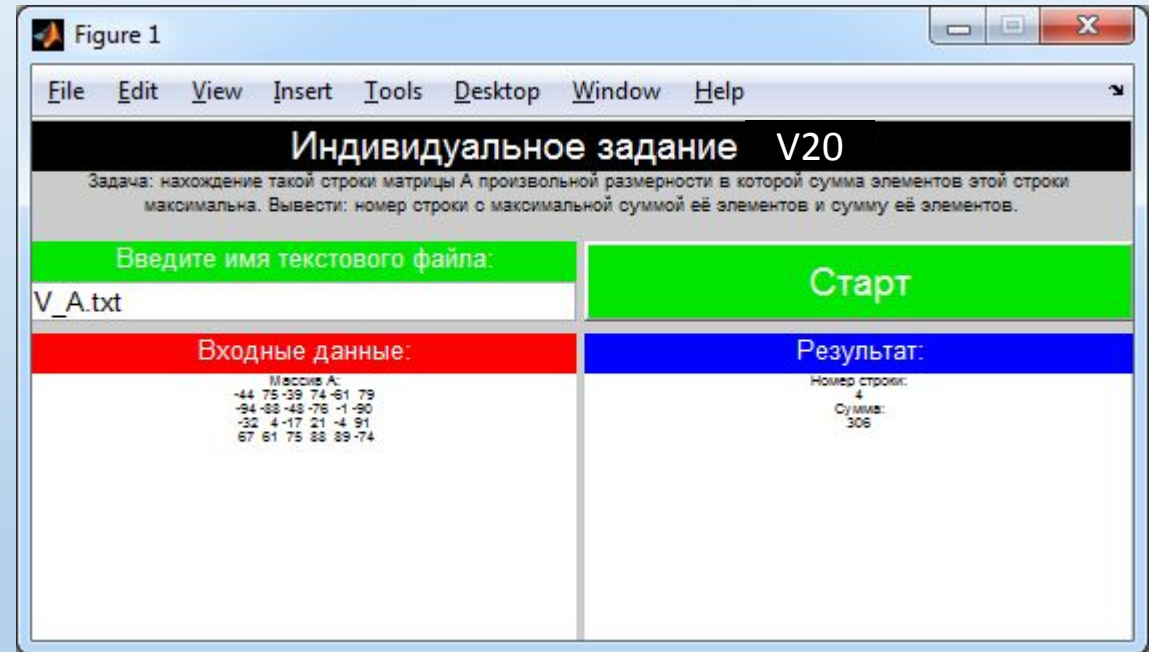 Figure 1
File Edit View Insert Tools Desktop Window Help
Индивидуальное задание V20
Задача: нахождение такой строки матрицы А произвольной размерности в которой сумма элементов этой строки
максимальна. Вывести: номер строки с максимальной суммой её элементов и сумму её элементов.
Введите имя текстового файла:
Старт
V_A.txt
Входные данные:
Массив А:
-44 75 -39 74 -61 79
-94 -88 -48 -76 -1 -90
-32 4 -17 21 -4 91
67 61 75 88 89 -74
Результат:
Номер строки:
4
Сумма:
306